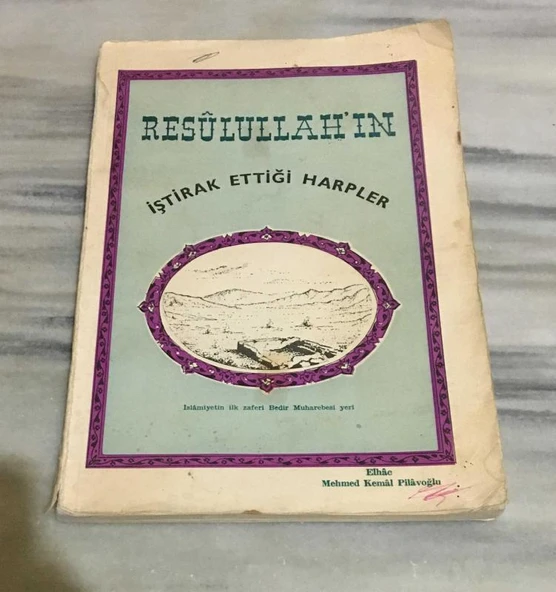 RESÛLULLAH'IN
İŞTİRAK ETTİĞİ HARPLER
İslâmiyetin ilk zaferi Bedir Muharebesi yeri
Elhâc
Mehmed Kemâl Pilâvoğlu